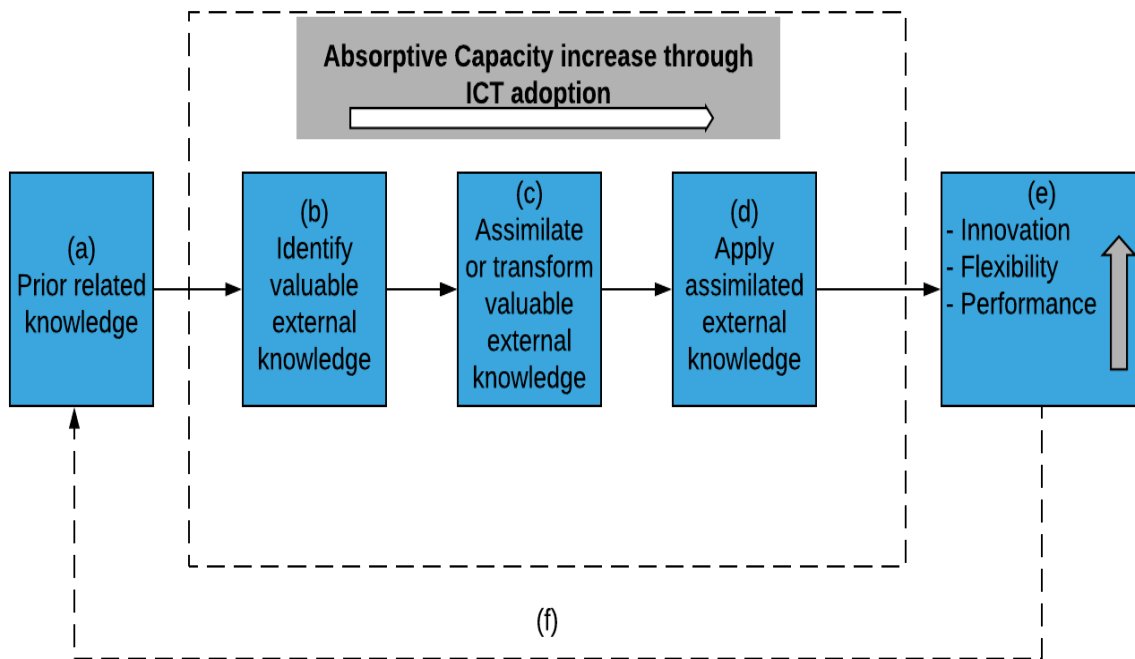 Absorptive Capacity increase through
ICT adoption
(a)
Prior related
knowledge
(b)
Identify
valuable
external
knowledge
(c)
Assimilate
or transform
valuable
external
knowledge
(d)
Apply
assimilated
external
knowledge
(e)
- Innovation
- Flexibility
- Performance
(f)